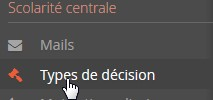 Scolarité centrale
Mails
Types de décision